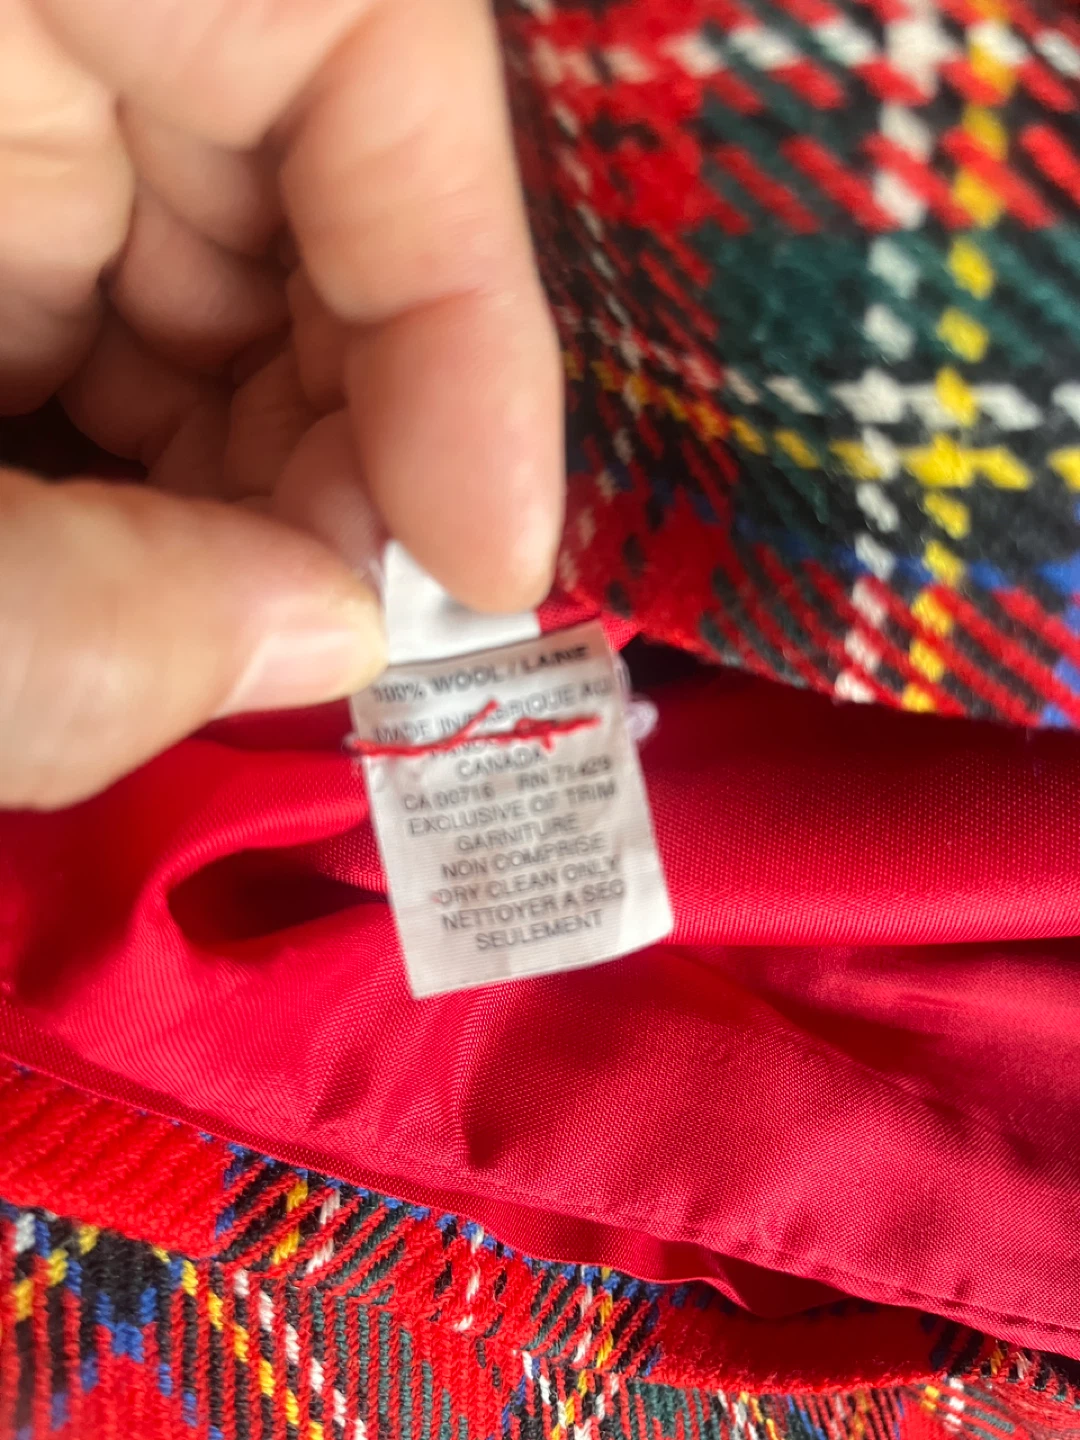 100% WOOL / LAINE
MADE IN/FABRIQUE AU
CANADA
CA 00716 RN 71429
EXCLUSIVE OF TRIM
GARNITURE
NON COMPRISE
DRY CLEAN ONLY
NETTOYER A SEC
SEULEMENT